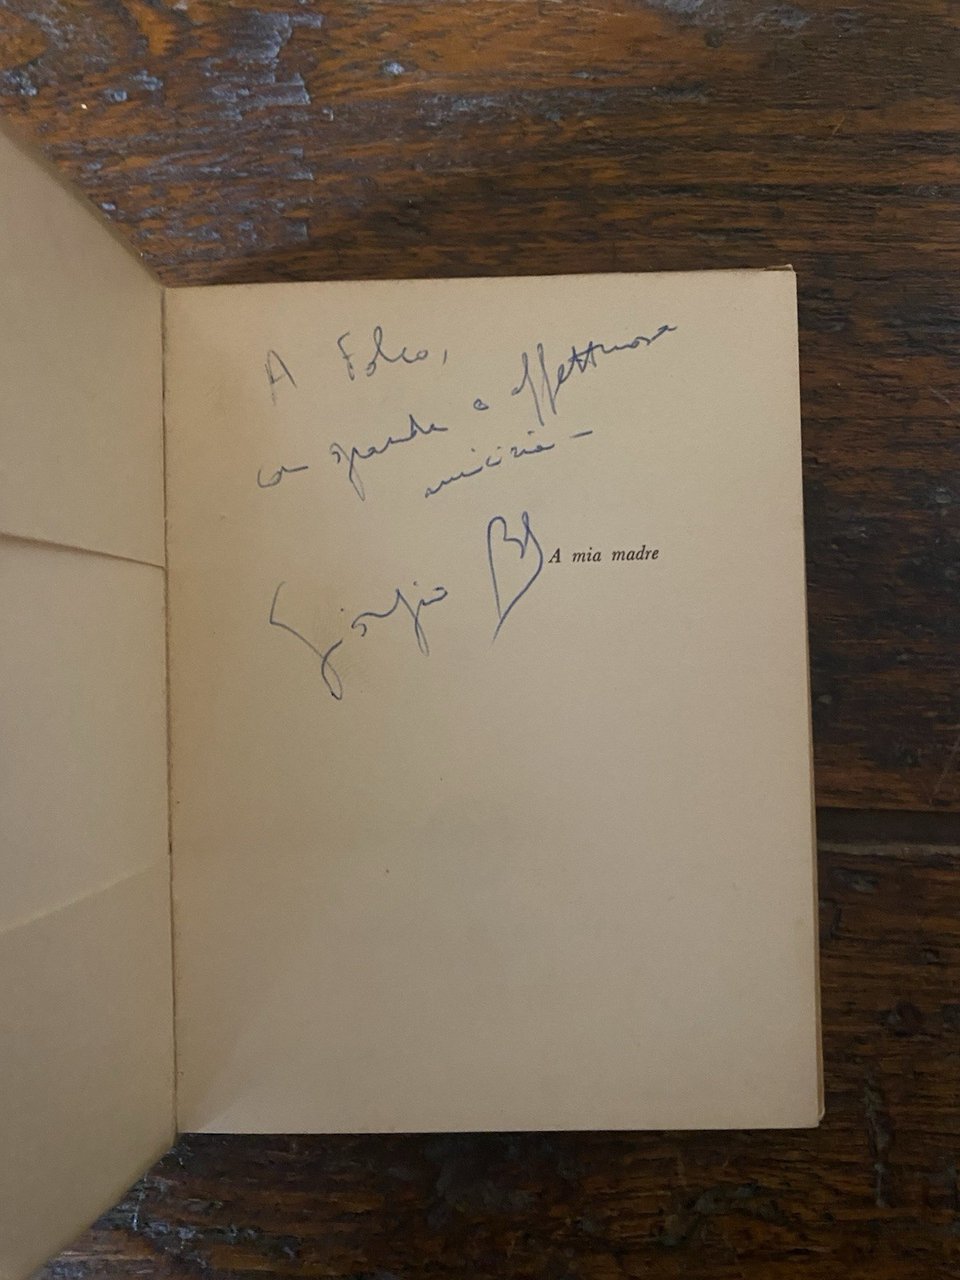 A Folco,
con grande e affettuosa
amicizia —
Giorgio B
A mia madre